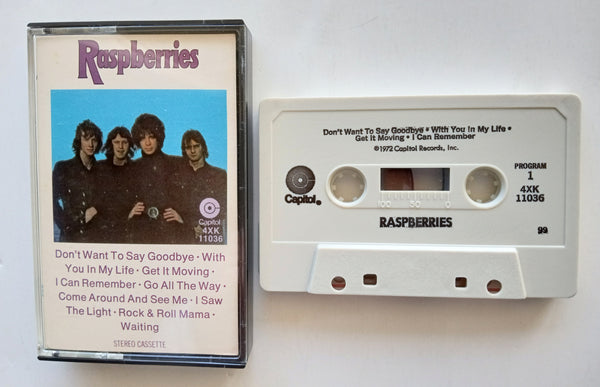 Raspberries
Capitol
4XK
11036
Don't Want To Say Goodbye • With
You In My Life • Get It Moving •
I Can Remember • Go All The Way •
Come Around And See Me • I Saw
The Light • Rock & Roll Mama •
Waiting
STEREO CASSETTE
Don't Want To Say Goodbye • With You In My Life •
Get It Moving • I Can Remember
©1972 Capitol Records, Inc.
Capitol®
100 50 0
PROGRAM
1
4XK
11036
RASPBERRIES
99